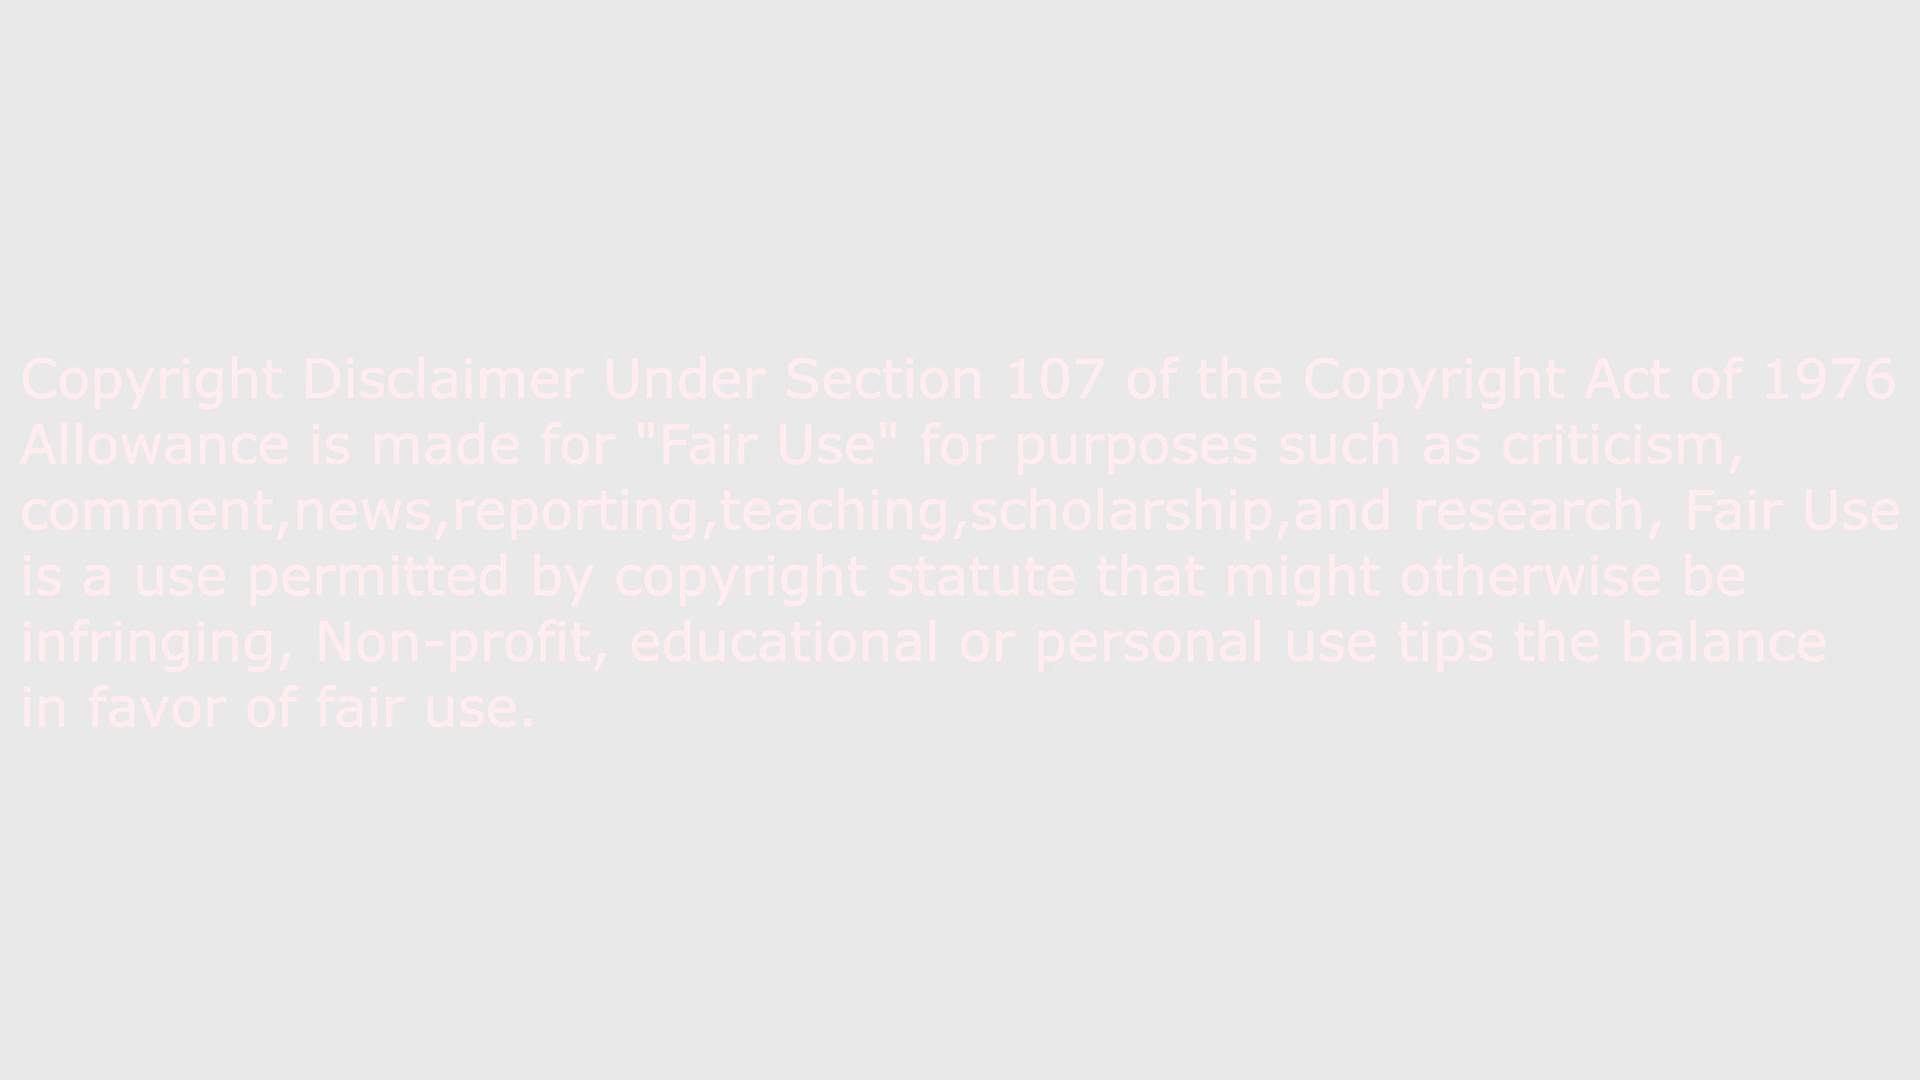 Copyright Disclaimer Under Section 107 of the Copyright Act of 1976
Allowance is made for "Fair Use" for purposes such as criticism,
comment,news,reporting,teaching,scholarship,and research, Fair Use
is a use permitted by copyright statute that might otherwise be
infringing, Non-profit, educational or personal use tips the balance
in favor of fair use.